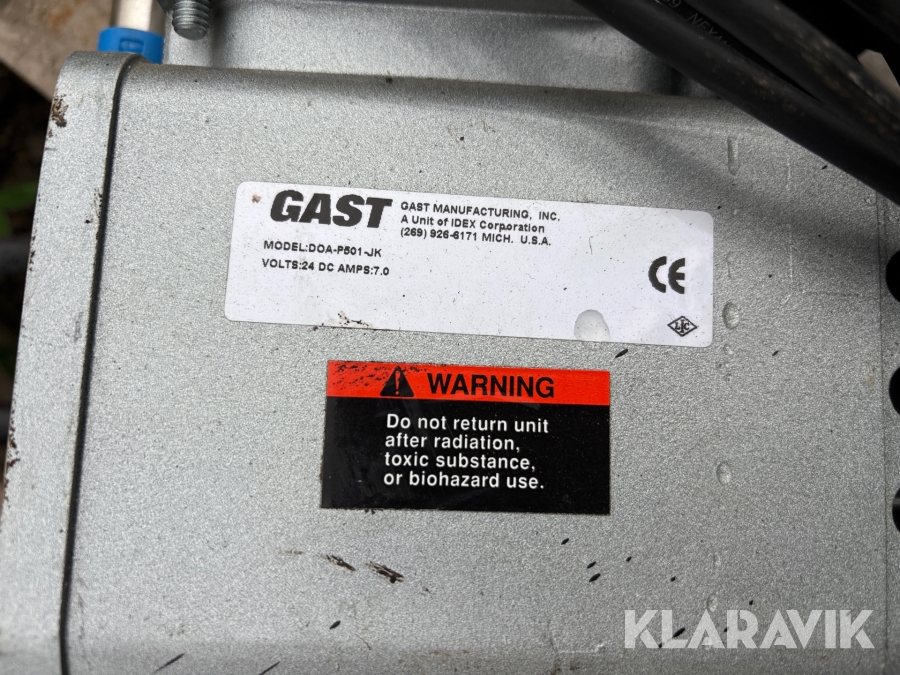 GAST
GAST MANUFACTURING, INC.
A Unit of IDEX Corporation
(269) 926-6171 MICH. U.S.A.
MODEL:DOA-P501-JK
VOLTS:24 DC AMPS:7.0
CE
WARNING
Do not return unit
after radiation,
toxic substance,
or biohazard use.
KLARAVIK